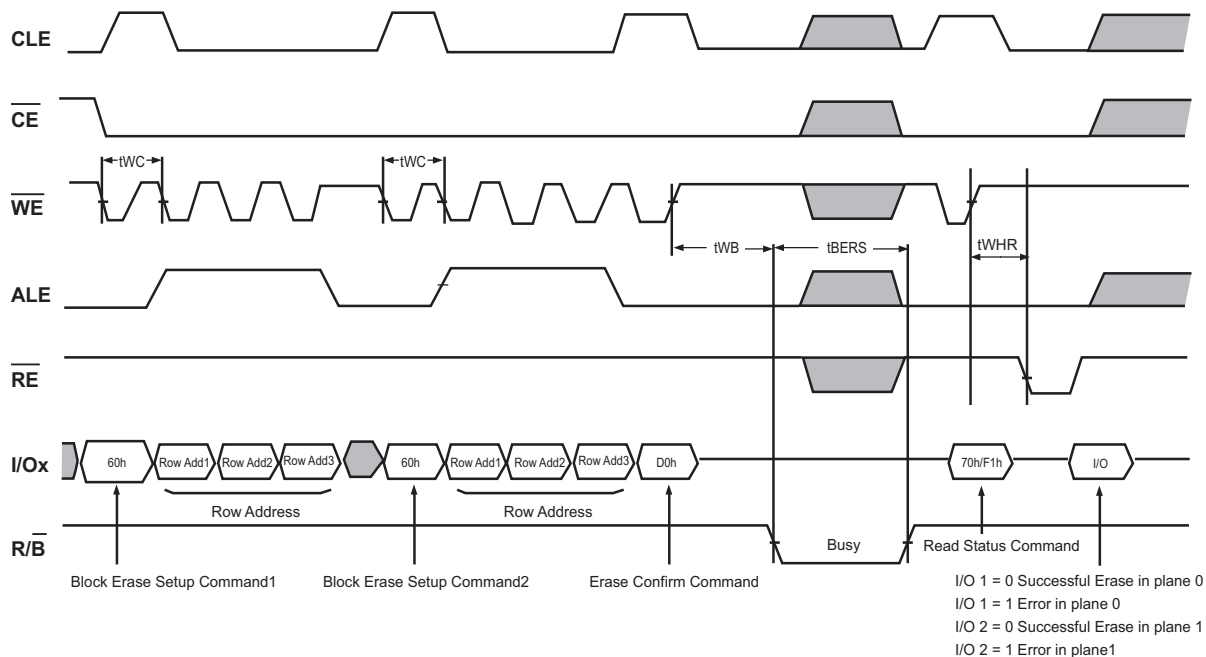 CLE
CE
tWC
tWC
WE
tWB
tBERS
tWHR
ALE
RE
I/Ox
60h
Row Add1
Row Add2
Row Add3
60h
Row Add1
Row Add2
Row Add3
D0h
70h/F1h
I/O
Row Address
Row Address
R/B
Busy
Read Status Command
Block Erase Setup Command1
Block Erase Setup Command2
Erase Confirm Command
I/O 1 = 0 Successful Erase in plane 0
I/O 1 = 1 Error in plane 0
I/O 2 = 0 Successful Erase in plane 1
I/O 2 = 1 Error in plane1